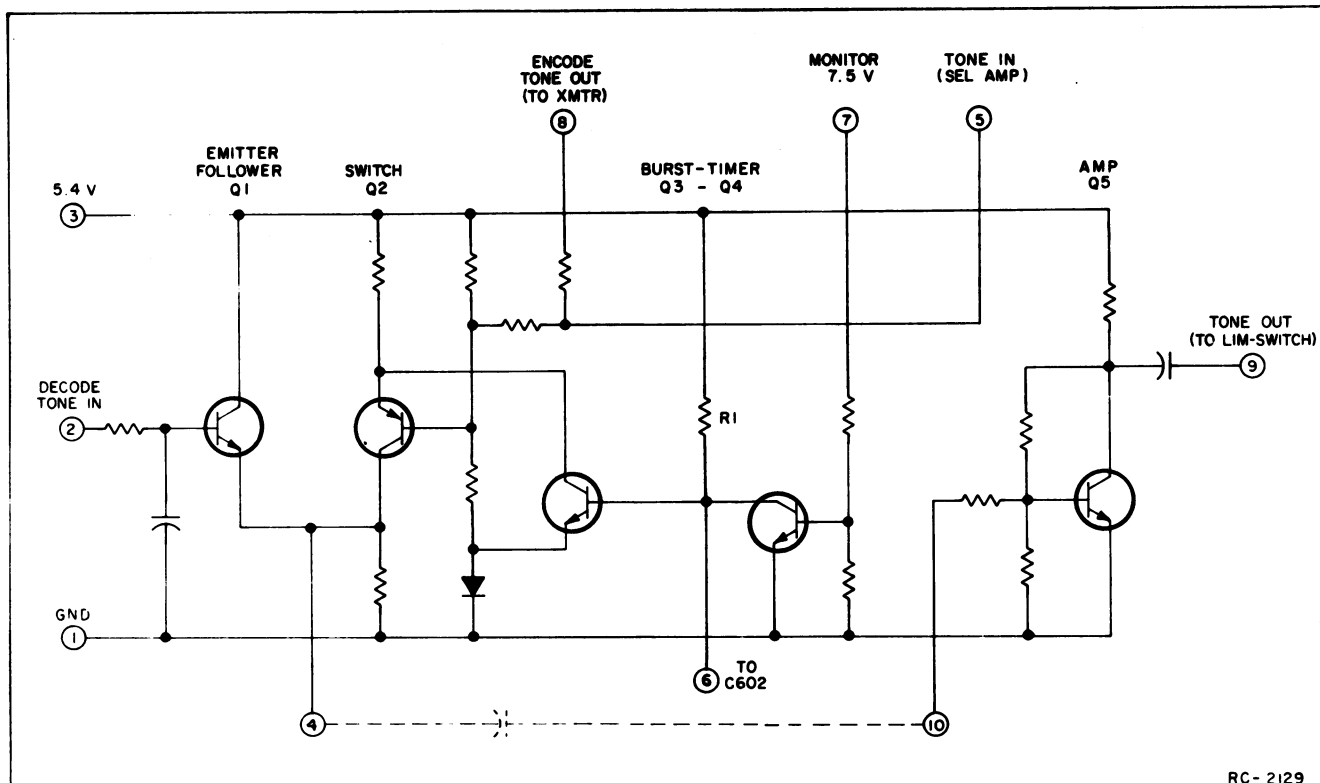 ENCODE
TONE OUT
(TO XMTR)
8
MONITOR
7.5 V
7
TONE IN
(SEL AMP)
5
5.4 V
3
EMITTER
FOLLOWER
Q1
SWITCH
Q2
BURST-TIMER
Q3 - Q4
AMP
Q5
TONE OUT
(TO LIM-SWITCH)
9
DECODE
TONE IN
2
R1
GND
1
6
TO
C602
4
10
RC-2129